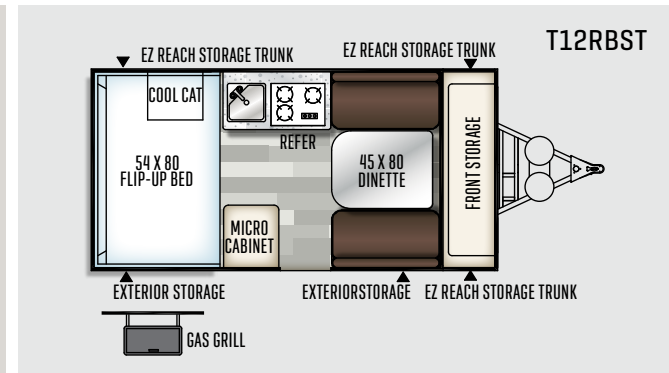 T12RBST
EZ REACH STORAGE TRUNK
EZ REACH STORAGE TRUNK
COOL CAT
REFER
54 X 80
FLIP-UP BED
45 X 80
DINETTE
FRONT STORAGE
MICRO
CABINET
EXTERIOR STORAGE
EXTERIORSTORAGE
EZ REACH STORAGE TRUNK
GAS GRILL